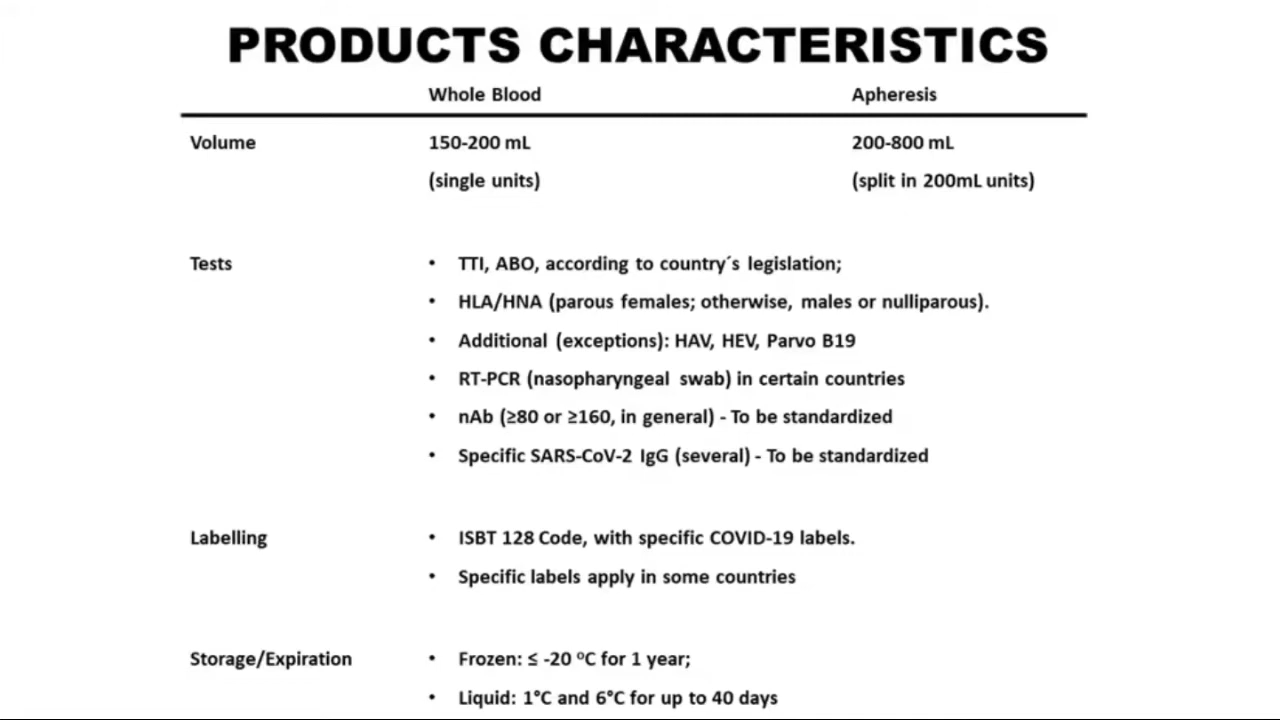 PRODUCTS CHARACTERISTICS
Whole Blood Apheresis
Volume 150-200 mL 200-800 mL
(single units) (split in 200mL units)
Tests • TTI, ABO, according to country´s legislation;
• HLA/HNA (parous females; otherwise, males or nulliparous).
• Additional (exceptions): HAV, HEV, Parvo B19
• RT-PCR (nasopharyngeal swab) in certain countries
• nAb (≥80 or ≥160, in general) - To be standardized
• Specific SARS-CoV-2 IgG (several) - To be standardized
Labelling • ISBT 128 Code, with specific COVID-19 labels.
• Specific labels apply in some countries
Storage/Expiration • Frozen: ≤ -20 ºC for 1 year;
• Liquid: 1°C and 6°C for up to 40 days